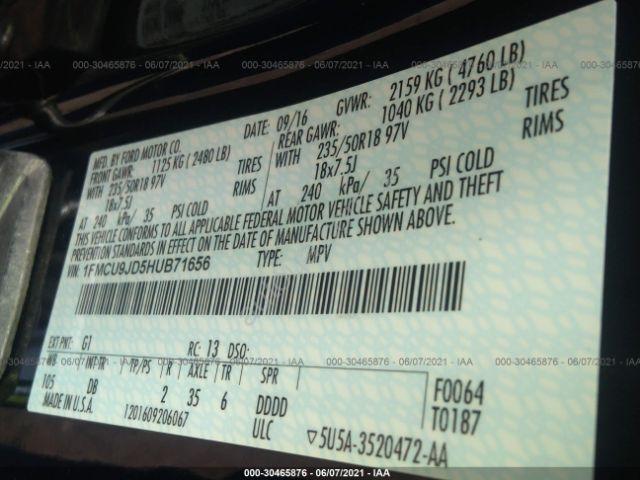 000-30465876 - 06/07/2021 - IAA
MFD. BY FORD MOTOR CO.
DATE: 09/16
GVWR: 2159 KG ( 4760 LB)
FRONT GAWR: 1125 KG ( 2480 LB)
REAR GAWR: 1040 KG ( 2293 LB)
WITH 235/50R18 97V TIRES
WITH 235/50R18 97V TIRES
18x7.5J RIMS
18x7.5J RIMS
AT 240 kPa/ 35 PSI COLD
AT 240 kPa/ 35 PSI COLD
THIS VEHICLE CONFORMS TO ALL APPLICABLE FEDERAL MOTOR VEHICLE SAFETY AND THEFT
PREVENTION STANDARDS IN EFFECT ON THE DATE OF MANUFACTURE SHOWN ABOVE.
VIN: 1FMCU9JD5HUB71656
TYPE: MPV
EXT PNT: G1 RC: 13 DSO:
WB INT TR TP/PS R AXLE TR SPR
105 DB 2 35 6 DDDD
MADE IN U.S.A. 1201609206067 ULC
F0064
T0187
▽5U5A-3520472-AA
000-30465876 - 06/07/2021 - IAA